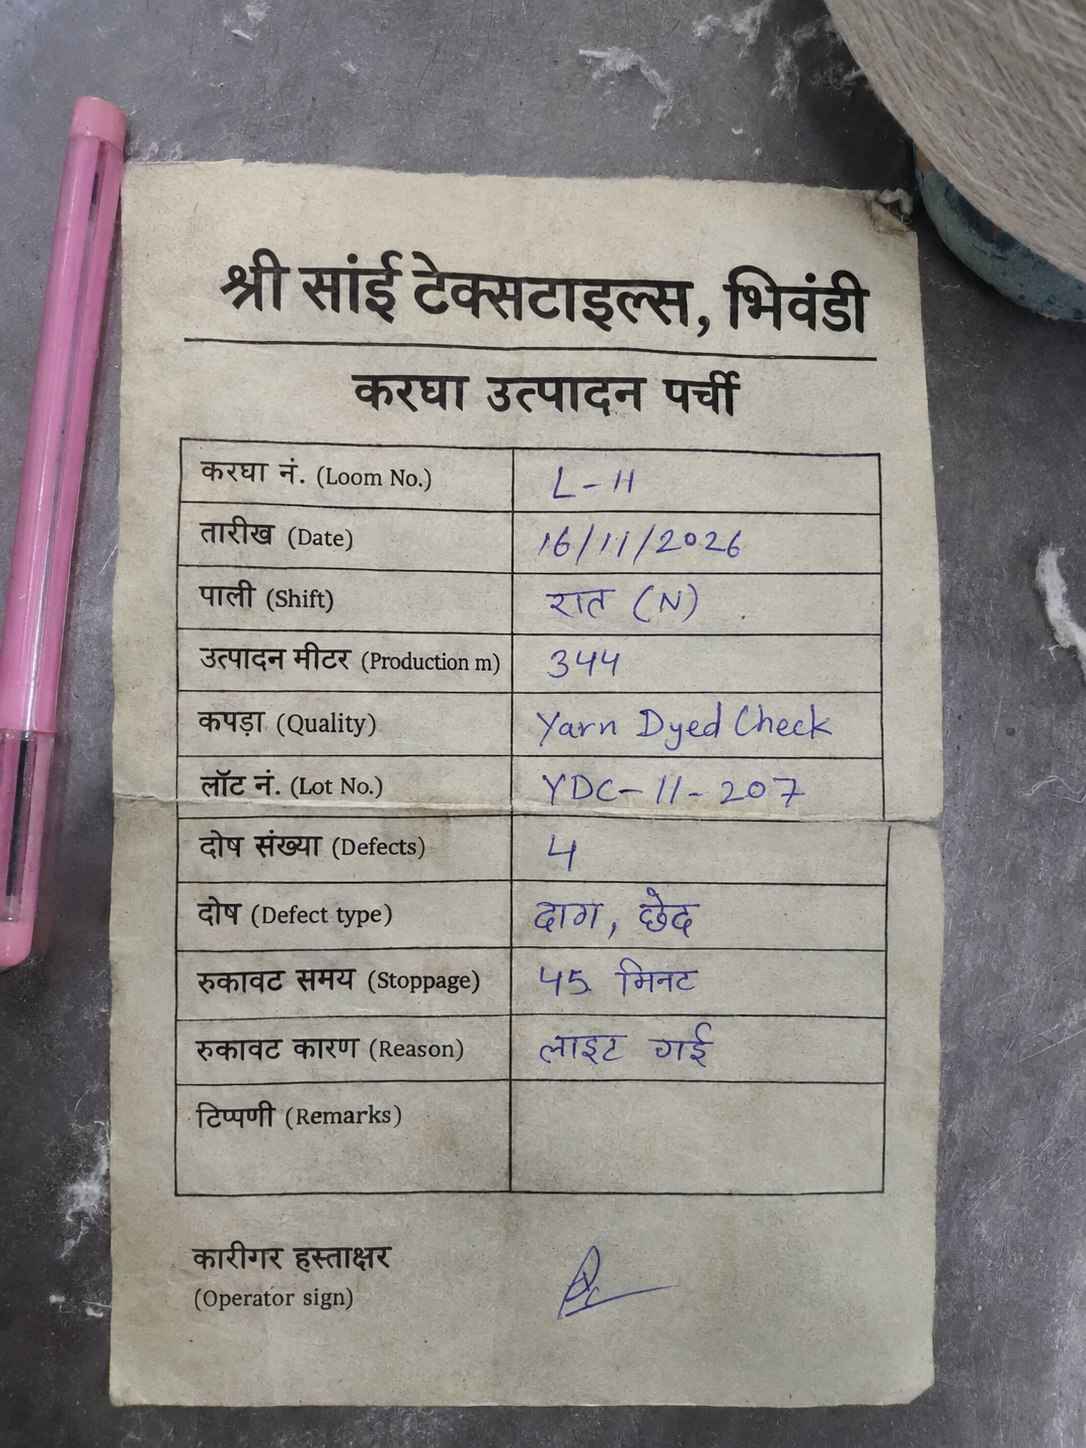 श्री सांई टेक्सटाइल्स, भिवंडी
करघा उत्पादन पर्ची
करघा नं. (Loom No.) L-11
तारीख (Date) 16/11/2026
पाली (Shift) रात (N)
उत्पादन मीटर (Production m) 344
कपड़ा (Quality) Yarn Dyed Check
लॉट नं. (Lot No.) YDC-11-207
दोष संख्या (Defects) 4
दोष (Defect type) दाग, छेद
रुकावट समय (Stoppage) 45 मिनट
रुकावट कारण (Reason) लाइट गई
टिप्पणी (Remarks)
कारीगर हस्ताक्षर
(Operator sign)